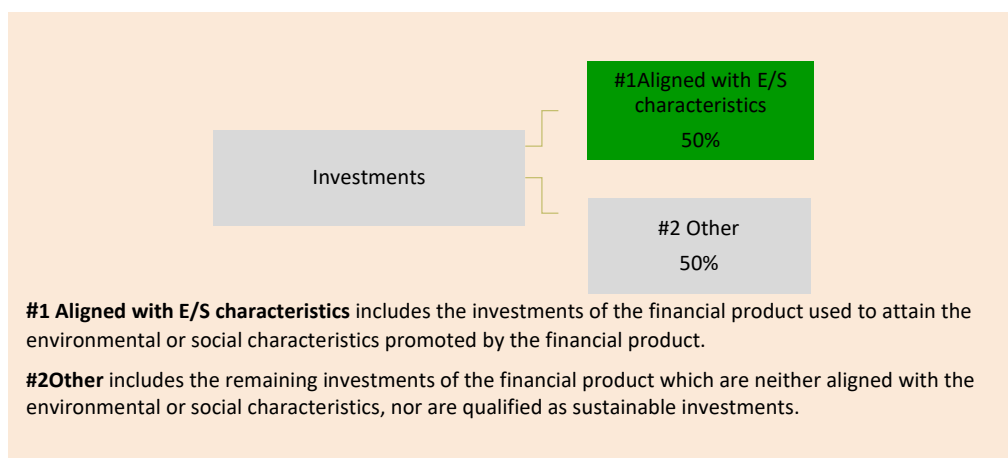 #1Aligned with E/S
characteristics
50%
Investments
#2 Other
50%
#1 Aligned with E/S characteristics includes the investments of the financial product used to attain the
environmental or social characteristics promoted by the financial product.
#2Other includes the remaining investments of the financial product which are neither aligned with the
environmental or social characteristics, nor are qualified as sustainable investments.